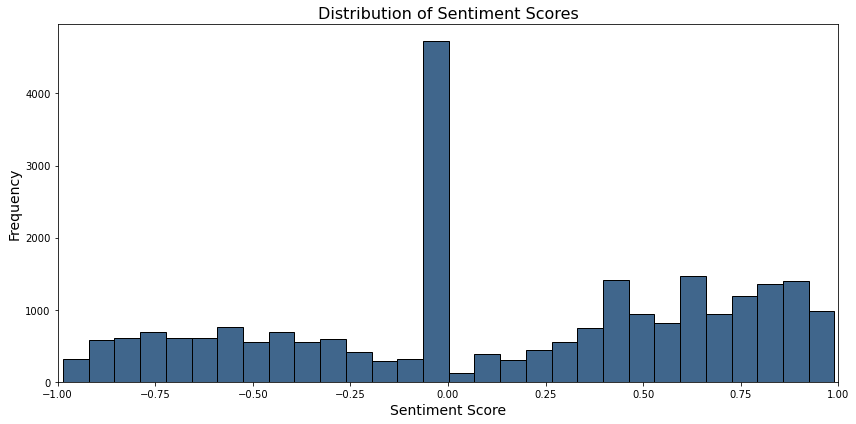 Distribution of Sentiment Scores
Frequency
4000
3000
2000
1000
0
−1.00 −0.75 −0.50 −0.25 0.00 0.25 0.50 0.75 1.00
Sentiment Score